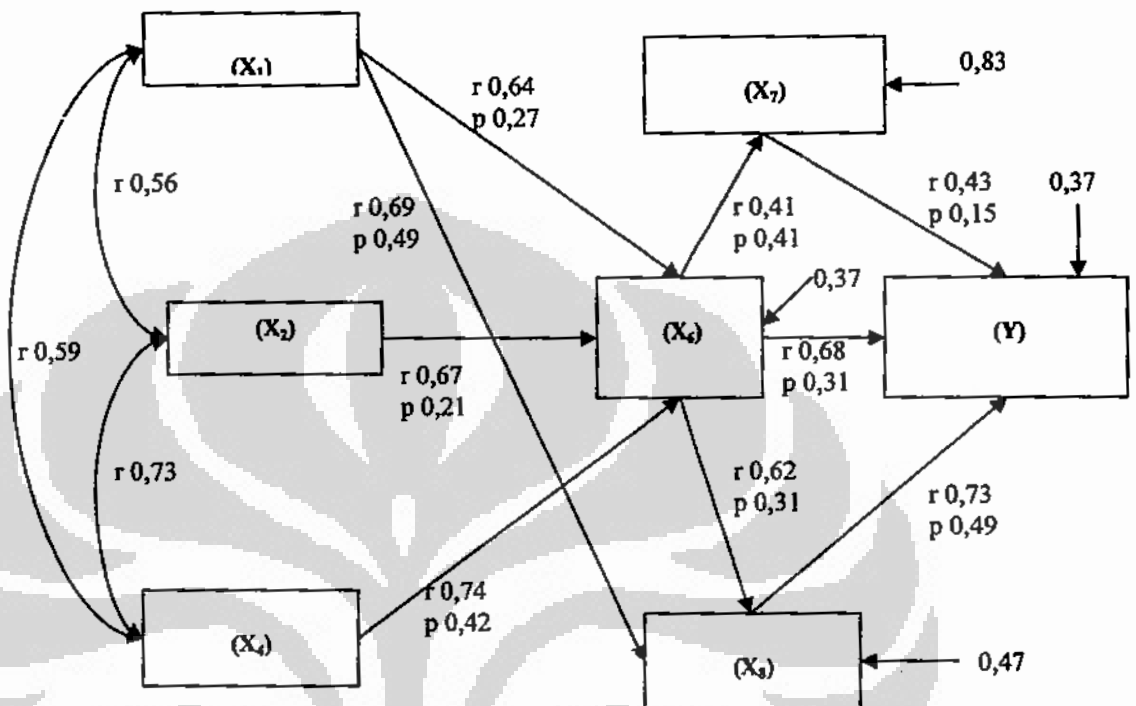 (X₁)
(X₇)
0,83
r 0,64
p 0,27
r 0,56
r 0,69
p 0,49
r 0,41
p 0,41
r 0,43
p 0,15
0,37
0,37
(X₂)
(X₆)
(Y)
r 0,59
r 0,67
p 0,21
r 0,68
p 0,31
r 0,73
r 0,62
p 0,31
r 0,73
p 0,49
r 0,74
p 0,42
(X₄)
(X₈)
0,47